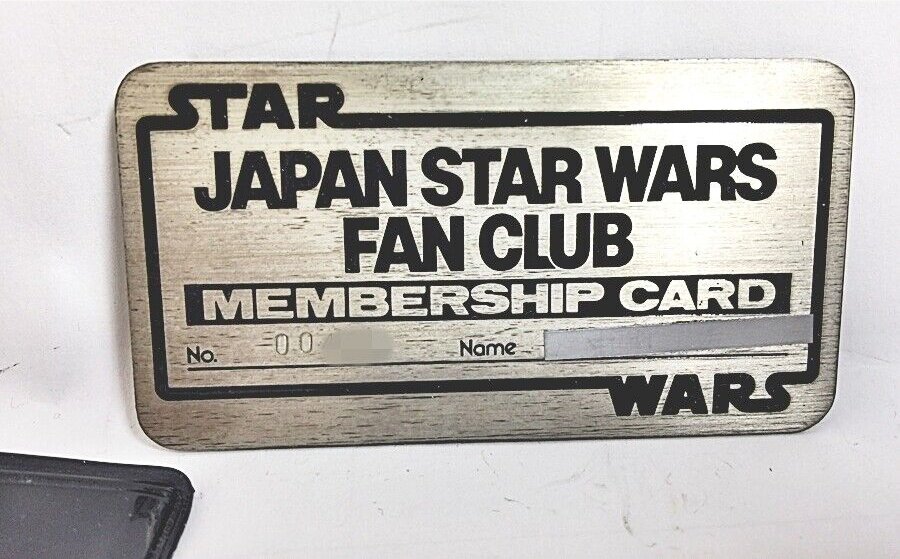 STAR
JAPAN STAR WARS
FAN CLUB
MEMBERSHIP CARD
No. 00 Name
WARS